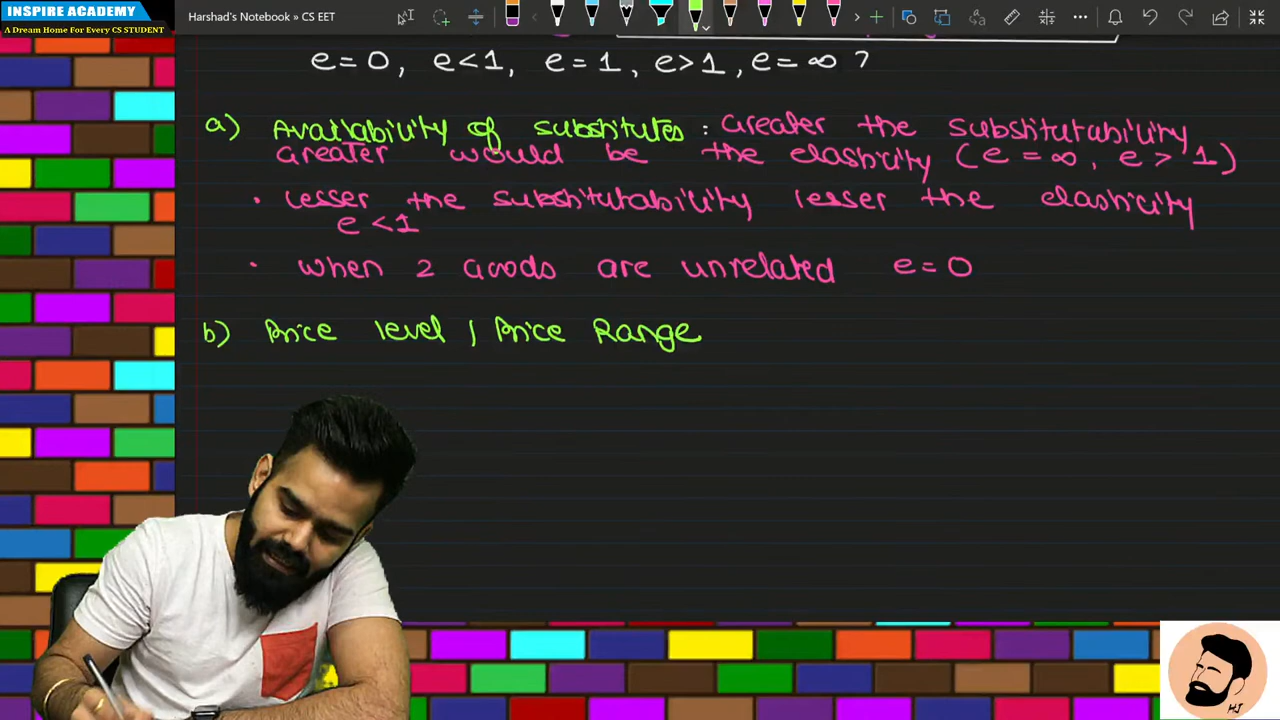 INSPIRE ACADEMY
A Dream Home For Every CS STUDENT
Harshad's Notebook » CS EET
e = 0, e < 1, e = 1, e > 1, e = ∞ ?
a) Availability of substitutes : Greater the substitutability
Greater would be the elasticity (e = ∞, e > 1)
• lesser the substitutability lesser the elasticity
e < 1
• when 2 goods are unrelated e = 0
b) Price level | Price Range
HJ